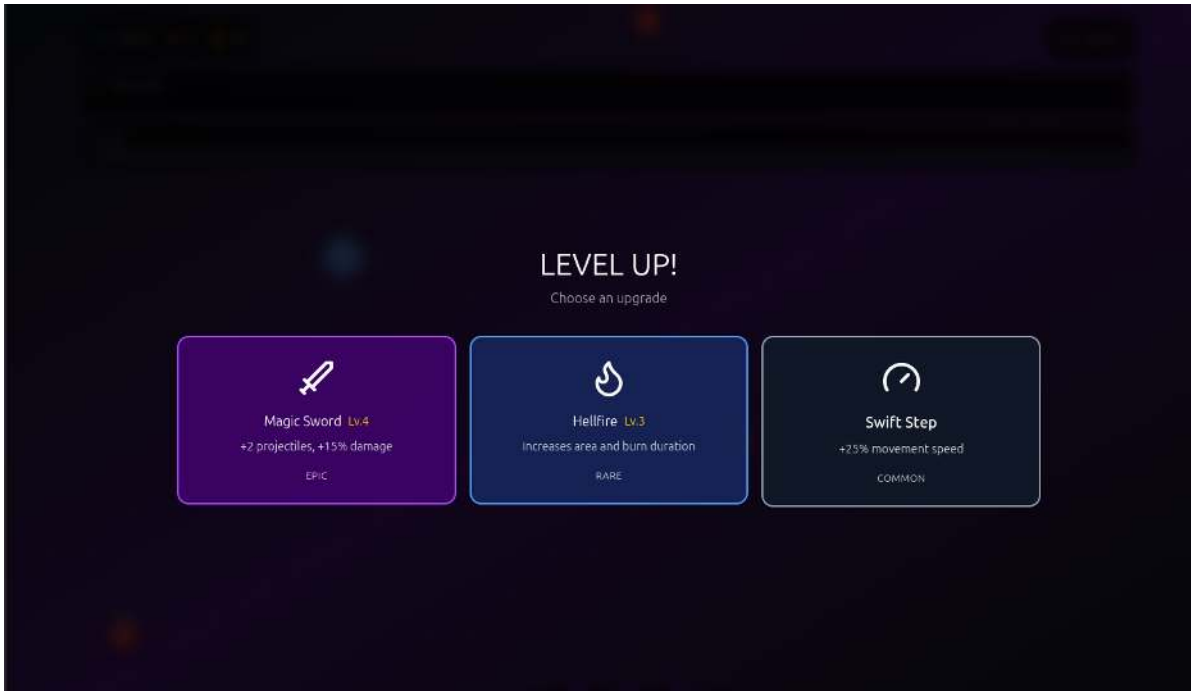 LEVEL UP!
Choose an upgrade
Magic Sword Lv.4
+2 projectiles, +15% damage
EPIC
Hellfire Lv.3
Increases area and burn duration
RARE
Swift Step
+25% movement speed
COMMON